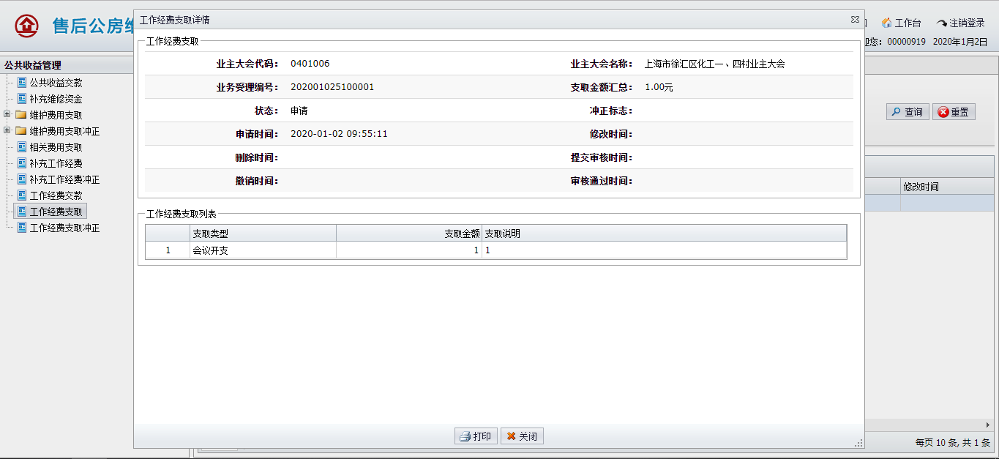 售后公房维
工作台 注销登录
您: 00000919 2020年1月2日
公共收益管理
公共收益交款
补充维修资金
维护费用支取
维护费用支取冲正
相关费用支取
补充工作经费
补充工作经费冲正
工作经费交款
工作经费支取
工作经费支取冲正
工作经费支取详情
工作经费支取
业主大会代码: 0401006 业主大会名称: 上海市徐汇区化工一、四村业主大会
业务受理编号: 202001025100001 支取金额汇总: 1.00元
状态: 申请 冲正标志:
申请时间: 2020-01-02 09:55:11 修改时间:
删除时间: 提交审核时间:
撤销时间: 审核通过时间:
工作经费支取列表
支取类型 支取金额 支取说明
1 会议开支 1 1
打印 关闭
查询 重置
修改时间
每页 10 条, 共 1 条